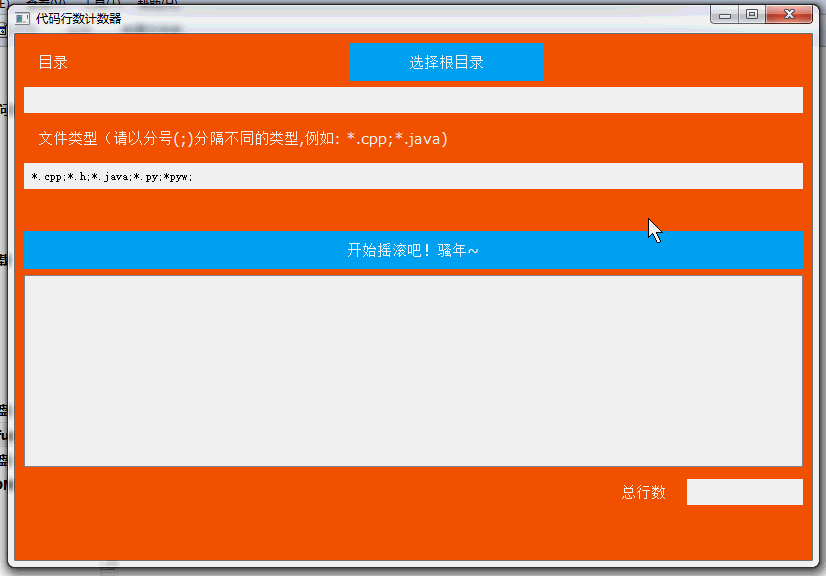 代码行数计数器
目录
选择根目录
文件类型（请以分号(;)分隔不同的类型,例如: *.cpp;*.java)
*.cpp;*.h;*.java;*.py;*pyw;
开始摇滚吧！骚年~
总行数